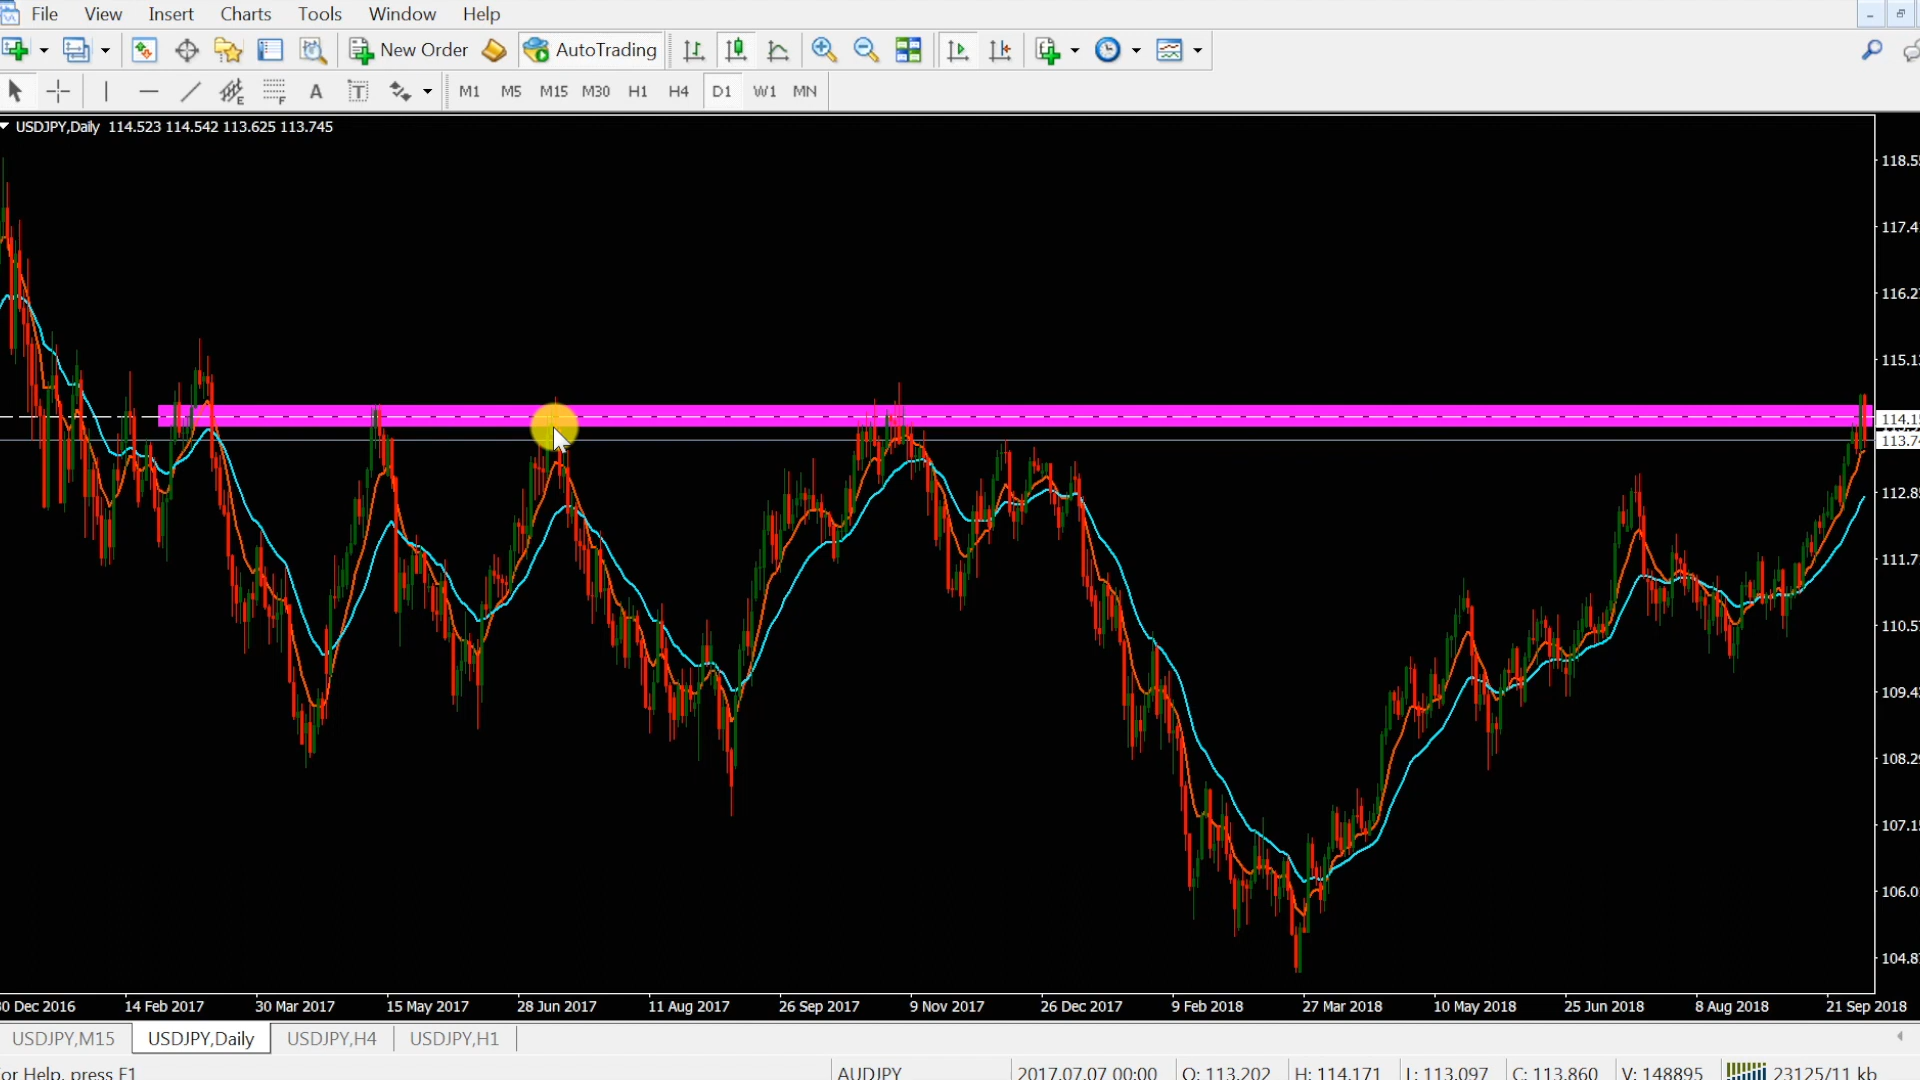 File View Insert Charts Tools Window Help
New Order AutoTrading
A T M1 M5 M15 M30 H1 H4 D1 W1 MN
USDJPY,Daily 114.523 114.542 113.625 113.745
118.5
117.4
116.2
115.1
114.1
113.7
112.8
111.7
110.5
109.4
108.2
107.1
106.0
104.8
30 Dec 2016 14 Feb 2017 30 Mar 2017 15 May 2017 28 Jun 2017 11 Aug 2017 26 Sep 2017 9 Nov 2017 26 Dec 2017 9 Feb 2018 27 Mar 2018 10 May 2018 25 Jun 2018 8 Aug 2018 21 Sep 2018
USDJPY,M15 USDJPY,Daily USDJPY,H4 USDJPY,H1
or Help, press F1 AUDJPY 2017.07.07 00:00 O: 113.202 H: 114.171 L: 113.097 C: 113.860 V: 148895 23125/11 kb